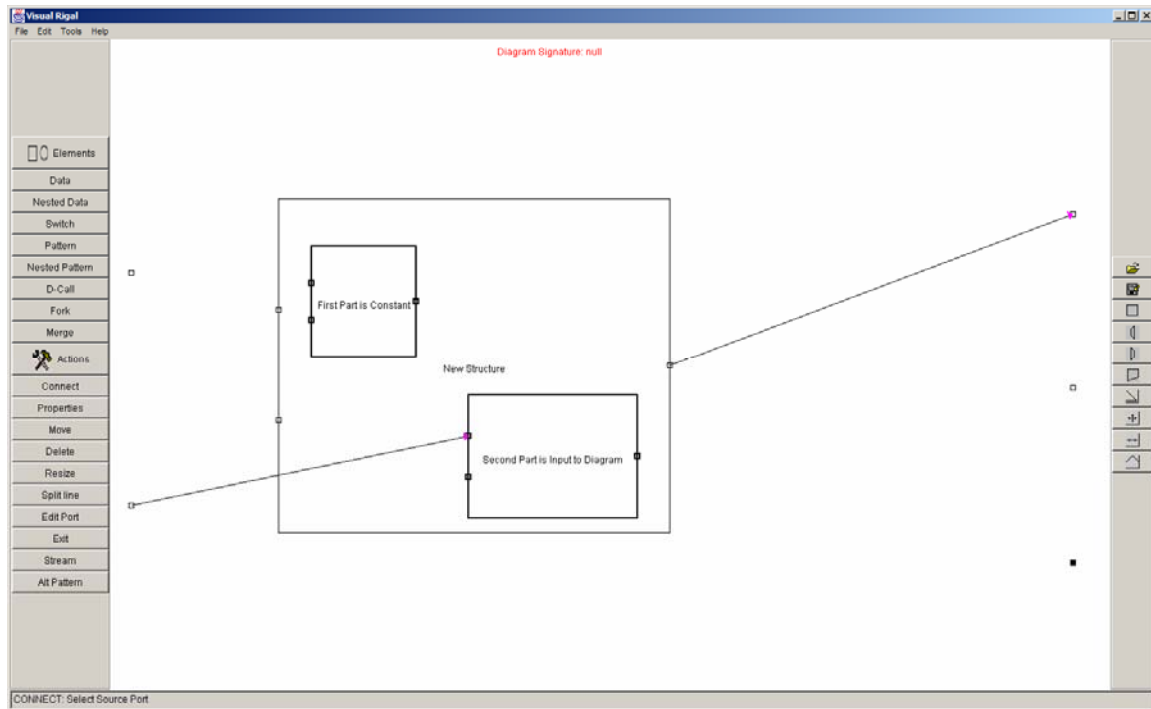 Visual Rigal
File Edit Tools Help
Diagram Signature: null
Elements
Data
Nested Data
Switch
Pattern
Nested Pattern
D-Call
Fork
Merge
Actions
Connect
Properties
Move
Delete
Resize
Split line
Edit Port
Exit
Stream
Alt Pattern
First Part is Constant
New Structure
Second Part is Input to Diagram
CONNECT: Select Source Port